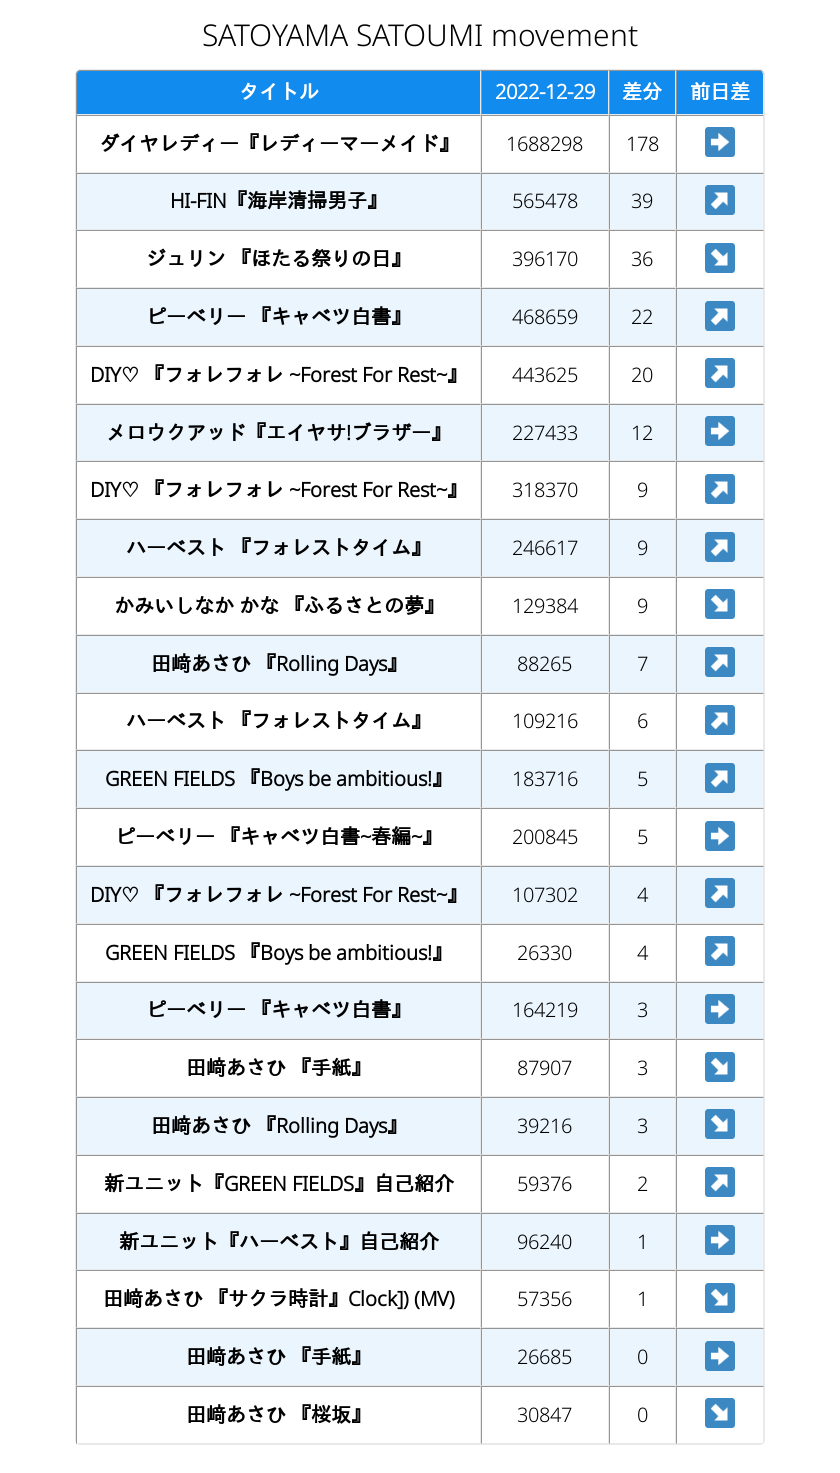 SATOYAMA SATOUMI movement
タイトル 2022-12-29 差分 前日差
ダイヤレディー『レディーマーメイド』 1688298 178 ➡
HI-FIN『海岸清掃男子』 565478 39 ↗
ジュリン 『ほたる祭りの日』 396170 36 ↘
ピーベリー 『キャベツ白書』 468659 22 ↗
DIY♡ 『フォレフォレ ~Forest For Rest~』 443625 20 ↗
メロウクアッド『エイヤサ!ブラザー』 227433 12 ➡
DIY♡ 『フォレフォレ ~Forest For Rest~』 318370 9 ↗
ハーベスト 『フォレストタイム』 246617 9 ↗
かみいしなか かな 『ふるさとの夢』 129384 9 ↘
田﨑あさひ 『Rolling Days』 88265 7 ↗
ハーベスト 『フォレストタイム』 109216 6 ↗
GREEN FIELDS 『Boys be ambitious!』 183716 5 ↗
ピーベリー 『キャベツ白書~春編~』 200845 5 ➡
DIY♡ 『フォレフォレ ~Forest For Rest~』 107302 4 ↗
GREEN FIELDS 『Boys be ambitious!』 26330 4 ↗
ピーベリー 『キャベツ白書』 164219 3 ➡
田﨑あさひ 『手紙』 87907 3 ↘
田﨑あさひ 『Rolling Days』 39216 3 ↘
新ユニット『GREEN FIELDS』自己紹介 59376 2 ↗
新ユニット『ハーベスト』自己紹介 96240 1 ➡
田﨑あさひ 『サクラ時計』Clock]) (MV) 57356 1 ↘
田﨑あさひ 『手紙』 26685 0 ➡
田﨑あさひ 『桜坂』 30847 0 ↘